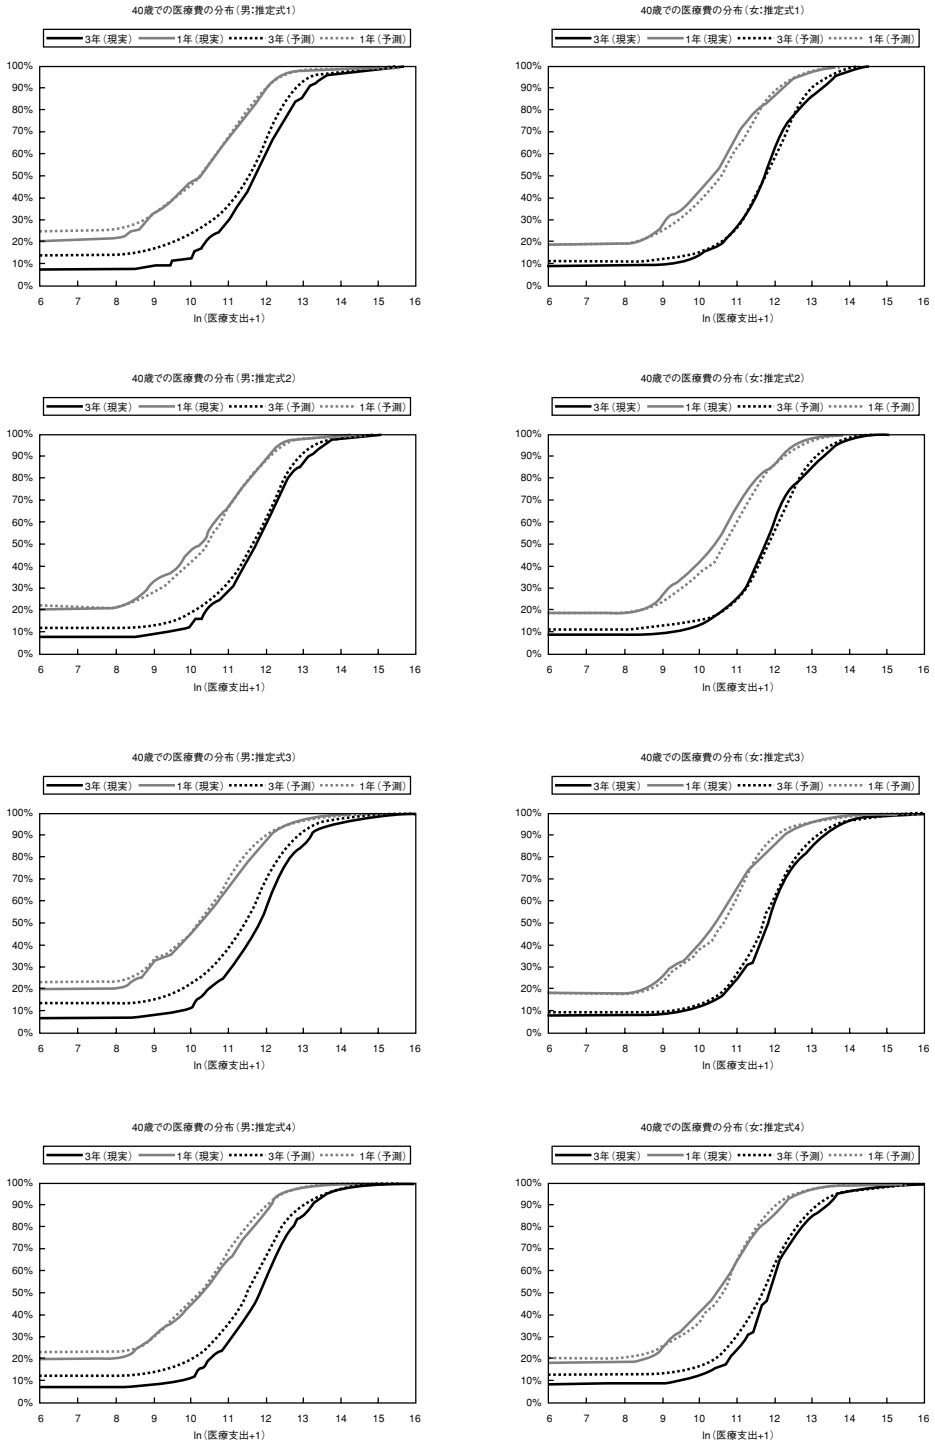 40歳での医療費の分布(男:推定式1)
3年(現実) 1年(現実) 3年(予測) 1年(予測)
100%
90%
80%
70%
60%
50%
40%
30%
20%
10%
0%
6 7 8 9 10 11 12 13 14 15 16
ln(医療支出+1)
40歳での医療費の分布(女:推定式1)
3年(現実) 1年(現実) 3年(予測) 1年(予測)
100%
90%
80%
70%
60%
50%
40%
30%
20%
10%
0%
6 7 8 9 10 11 12 13 14 15 16
ln(医療支出+1)
40歳での医療費の分布(男:推定式2)
3年(現実) 1年(現実) 3年(予測) 1年(予測)
100%
90%
80%
70%
60%
50%
40%
30%
20%
10%
0%
6 7 8 9 10 11 12 13 14 15 16
ln(医療支出+1)
40歳での医療費の分布(女:推定式2)
3年(現実) 1年(現実) 3年(予測) 1年(予測)
100%
90%
80%
70%
60%
50%
40%
30%
20%
10%
0%
6 7 8 9 10 11 12 13 14 15 16
ln(医療支出+1)
40歳での医療費の分布(男:推定式3)
3年(現実) 1年(現実) 3年(予測) 1年(予測)
100%
90%
80%
70%
60%
50%
40%
30%
20%
10%
0%
6 7 8 9 10 11 12 13 14 15 16
ln(医療支出+1)
40歳での医療費の分布(女:推定式3)
3年(現実) 1年(現実) 3年(予測) 1年(予測)
100%
90%
80%
70%
60%
50%
40%
30%
20%
10%
0%
6 7 8 9 10 11 12 13 14 15 16
ln(医療支出+1)
40歳での医療費の分布(男:推定式4)
3年(現実) 1年(現実) 3年(予測) 1年(予測)
100%
90%
80%
70%
60%
50%
40%
30%
20%
10%
0%
6 7 8 9 10 11 12 13 14 15 16
ln(医療支出+1)
40歳での医療費の分布(女:推定式4)
3年(現実) 1年(現実) 3年(予測) 1年(予測)
100%
90%
80%
70%
60%
50%
40%
30%
20%
10%
0%
6 7 8 9 10 11 12 13 14 15 16
ln(医療支出+1)